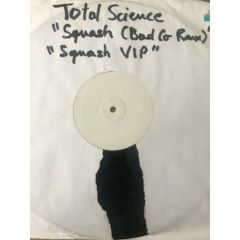 Total Science
"Squash (Bad Co Remix)"
"Squash VIP"